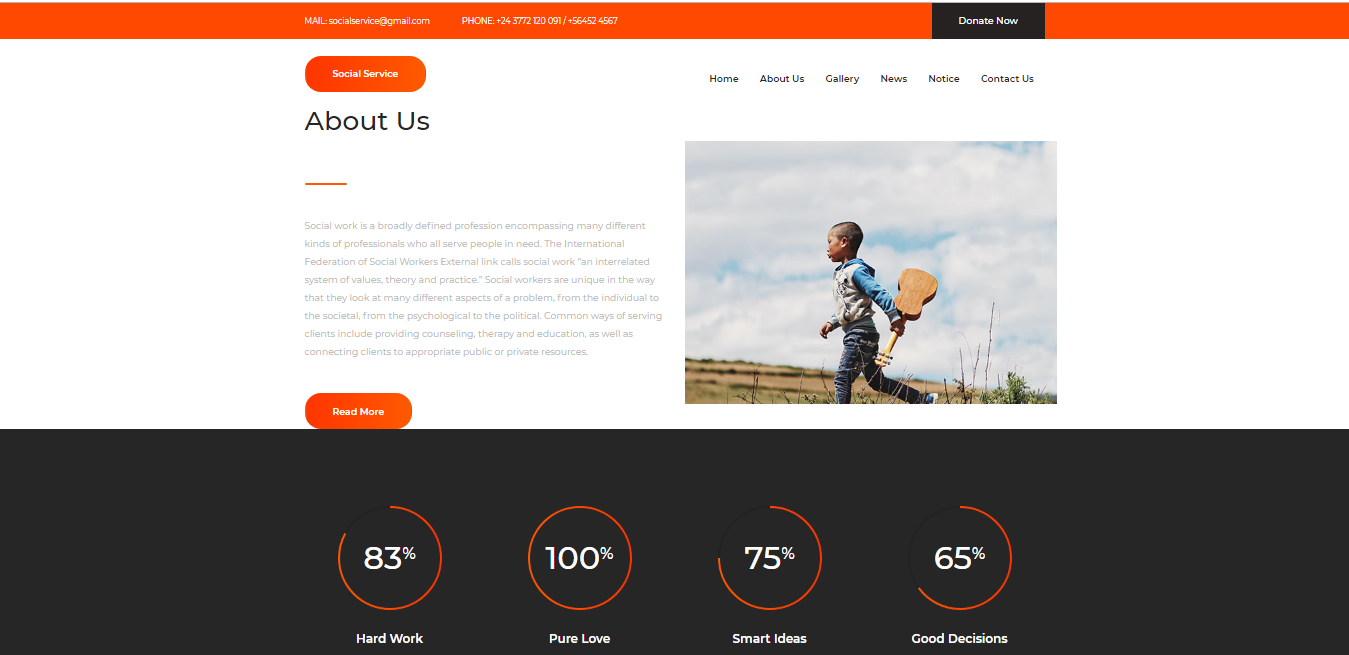 MAIL: socialservice@gmail.com PHONE: +24 3772 120 091 / +56452 4567 Donate Now
Social Service
Home About Us Gallery News Notice Contact Us
About Us
Social work is a broadly defined profession encompassing many different
kinds of professionals who all serve people in need. The International
Federation of Social Workers External link calls social work “an interrelated
system of values, theory and practice.” Social workers are unique in the way
that they look at many different aspects of a problem, from the individual to
the societal, from the psychological to the political. Common ways of serving
clients include providing counseling, therapy and education, as well as
connecting clients to appropriate public or private resources.
Read More
83% 100% 75% 65%
Hard Work Pure Love Smart Ideas Good Decisions